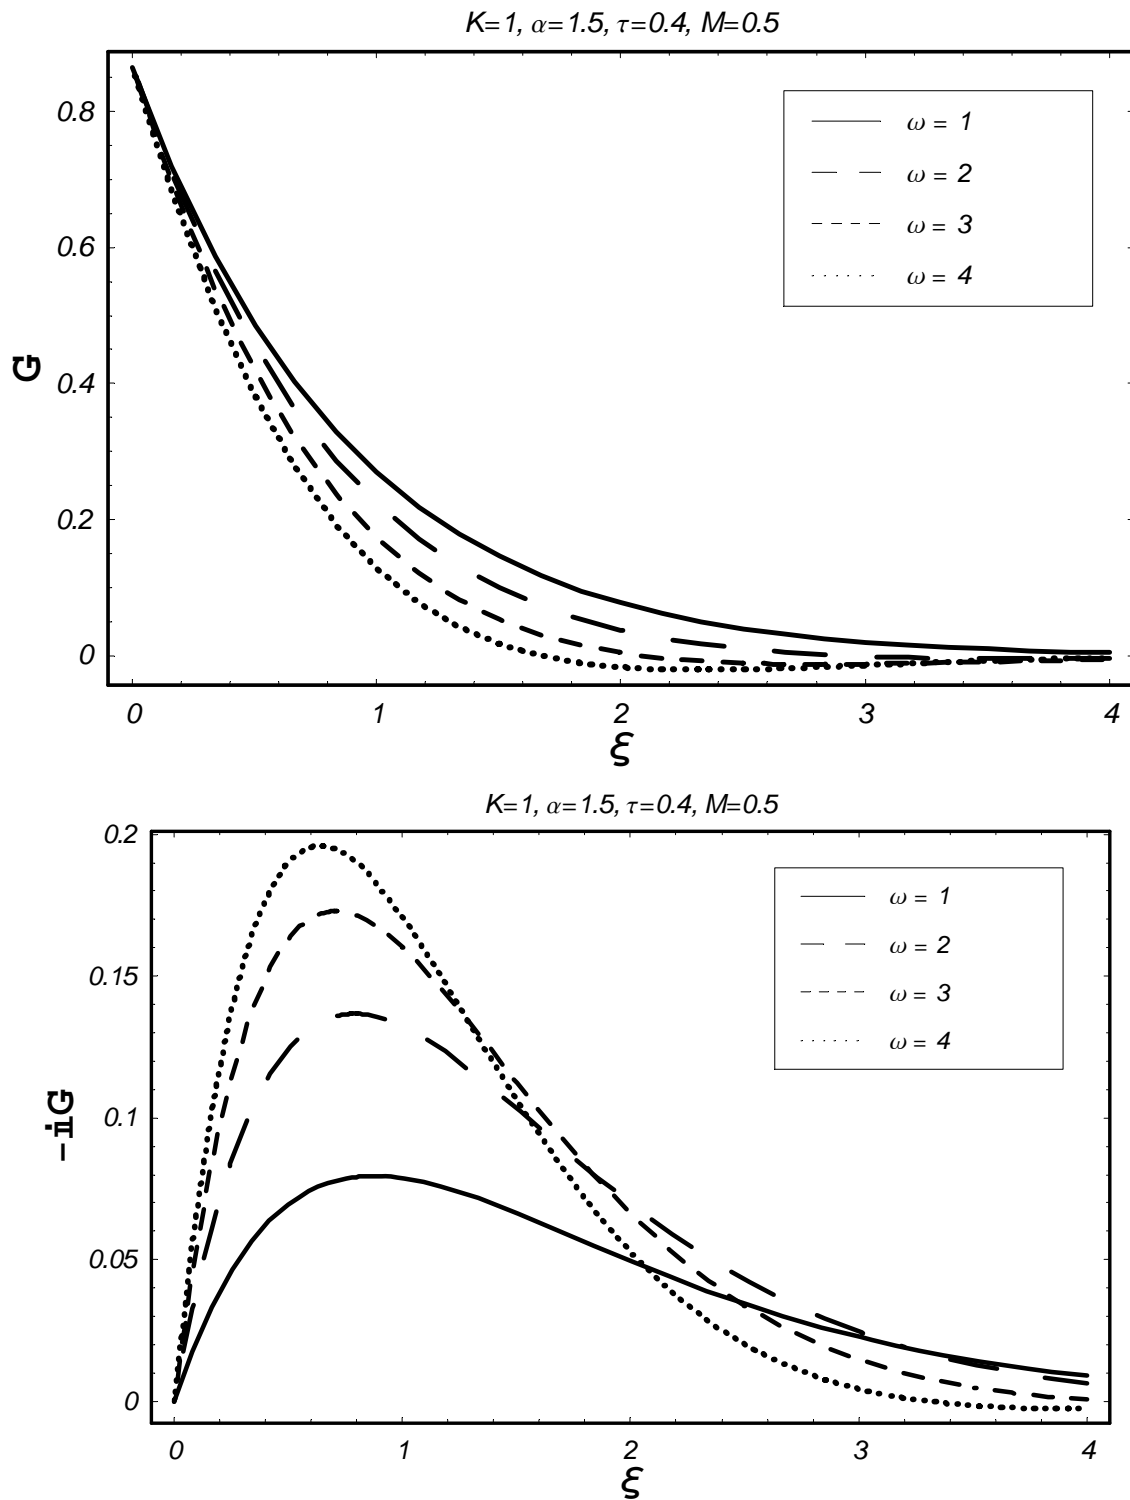 K=1, α=1.5, τ=0.4, M=0.5
ω = 1
ω = 2
ω = 3
ω = 4
0.8
0.6
0.4
0.2
0
G
0 1 2 3 4
ξ
K=1, α=1.5, τ=0.4, M=0.5
ω = 1
ω = 2
ω = 3
ω = 4
0.2
0.15
0.1
0.05
0
-iG
0 1 2 3 4
ξ